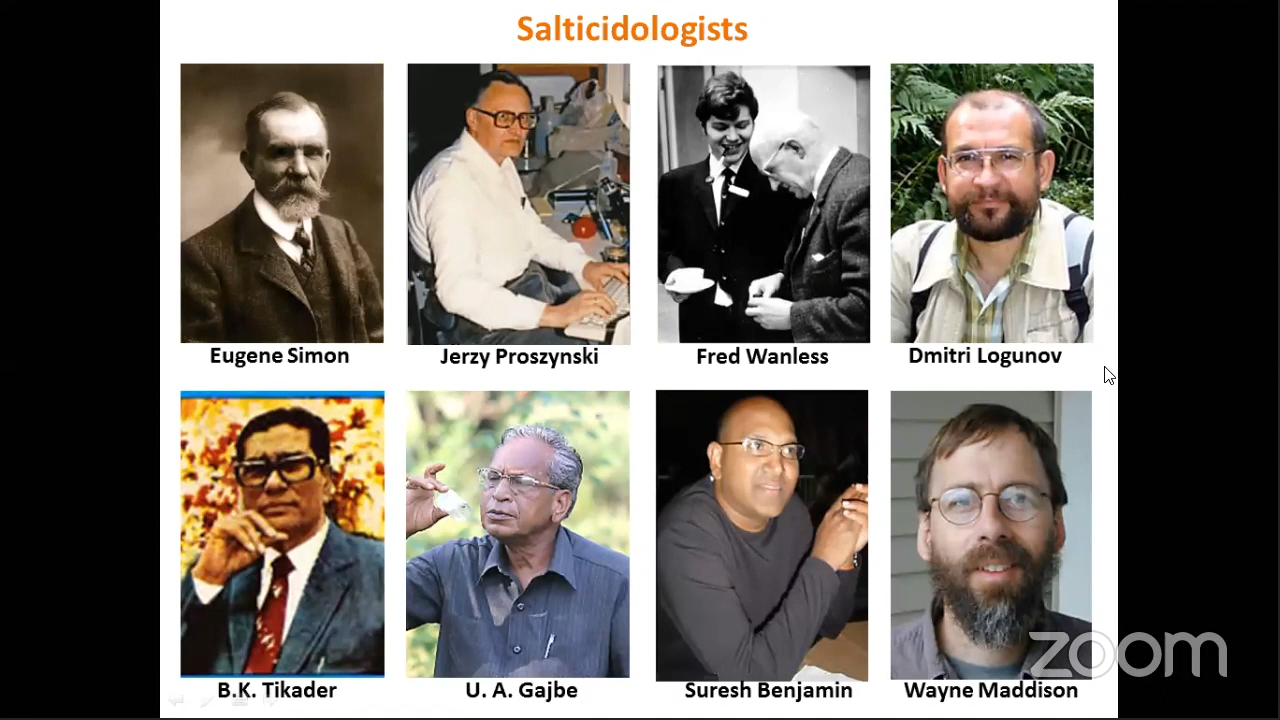 Salticidologists
Eugene Simon
Jerzy Proszynski
Fred Wanless
Dmitri Logunov
B.K. Tikader
U. A. Gajbe
Suresh Benjamin
Wayne Maddison
zoom